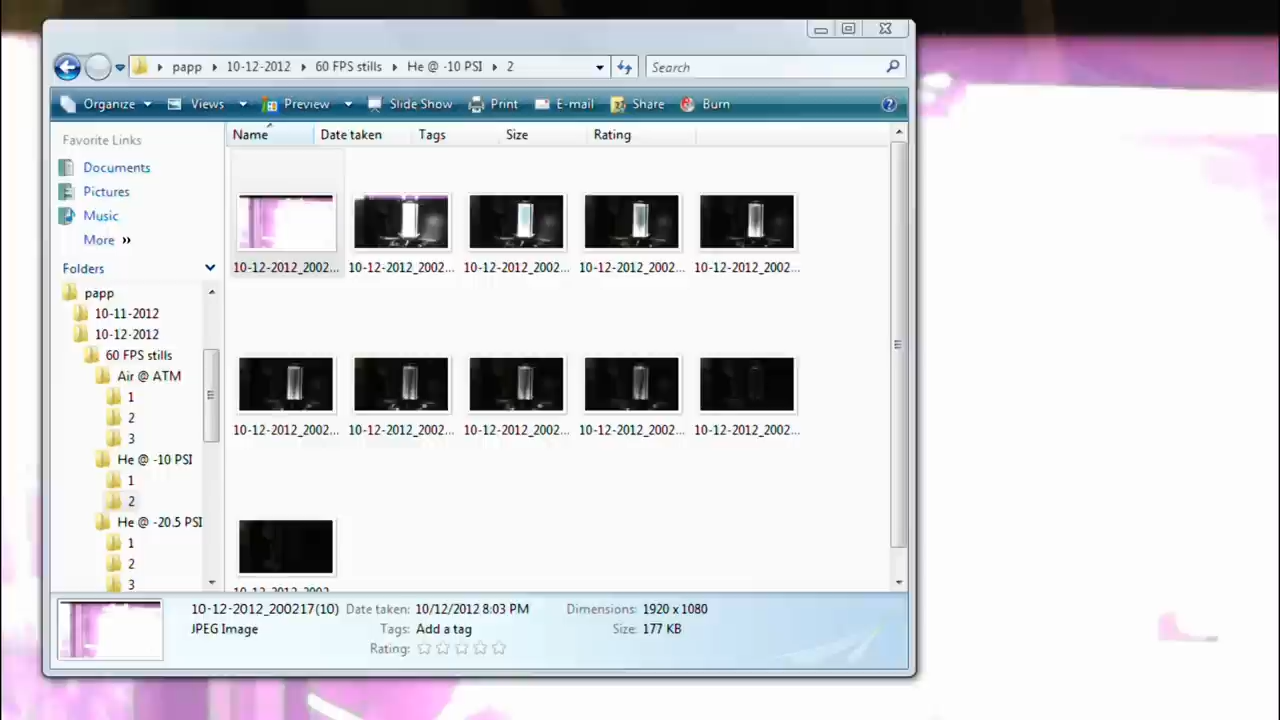 papp 10-12-2012 60 FPS stills He @ -10 PSI 2 Search
Organize Views Preview Slide Show Print E-mail Share Burn
Favorite Links
Documents
Pictures
Music
More »
Folders
papp
10-11-2012
10-12-2012
60 FPS stills
Air @ ATM
1
2
3
He @ -10 PSI
1
2
He @ -20.5 PSI
1
2
3
Name Date taken Tags Size Rating
10-12-2012_2002... 10-12-2012_2002... 10-12-2012_2002... 10-12-2012_2002... 10-12-2012_2002...
10-12-2012_2002... 10-12-2012_2002... 10-12-2012_2002... 10-12-2012_2002... 10-12-2012_2002...
10-12-2012_2002...
10-12-2012_200217(10) Date taken: 10/12/2012 8:03 PM Dimensions: 1920 x 1080
JPEG Image Tags: Add a tag Size: 177 KB
Rating: